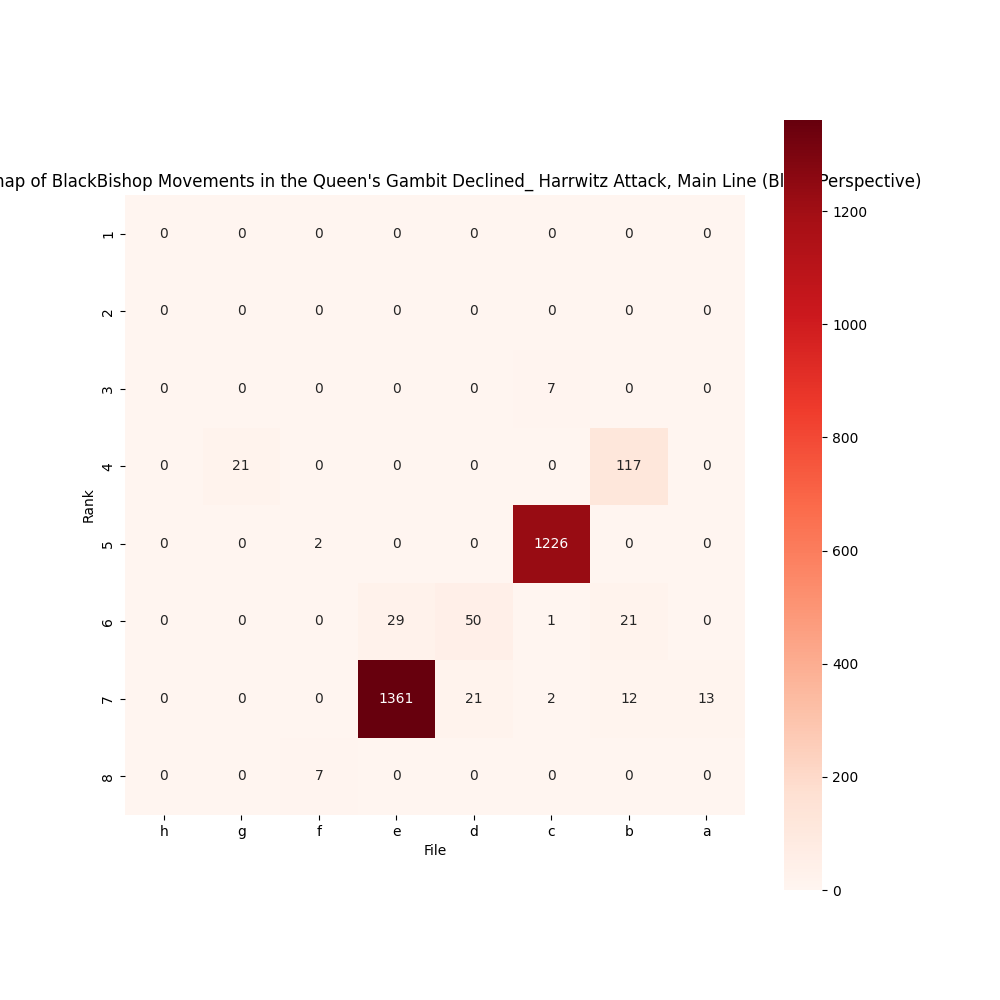 of BlackBishop Movements in the Queen's Gambit Declined_ Harrwitz Attack, Main Line Perspective)
1 0 0 0 0 0 0 0 0
2 0 0 0 0 0 0 0 0
3 0 0 0 0 0 7 0 0
4 0 21 0 0 0 0 117 0
5 0 0 2 0 0 1226 0 0
6 0 0 0 29 50 1 21 0
7 0 0 0 1361 21 2 12 13
8 0 0 7 0 0 0 0 0
h g f e d c b a
File
Rank
1200
1000
800
600
400
200
0